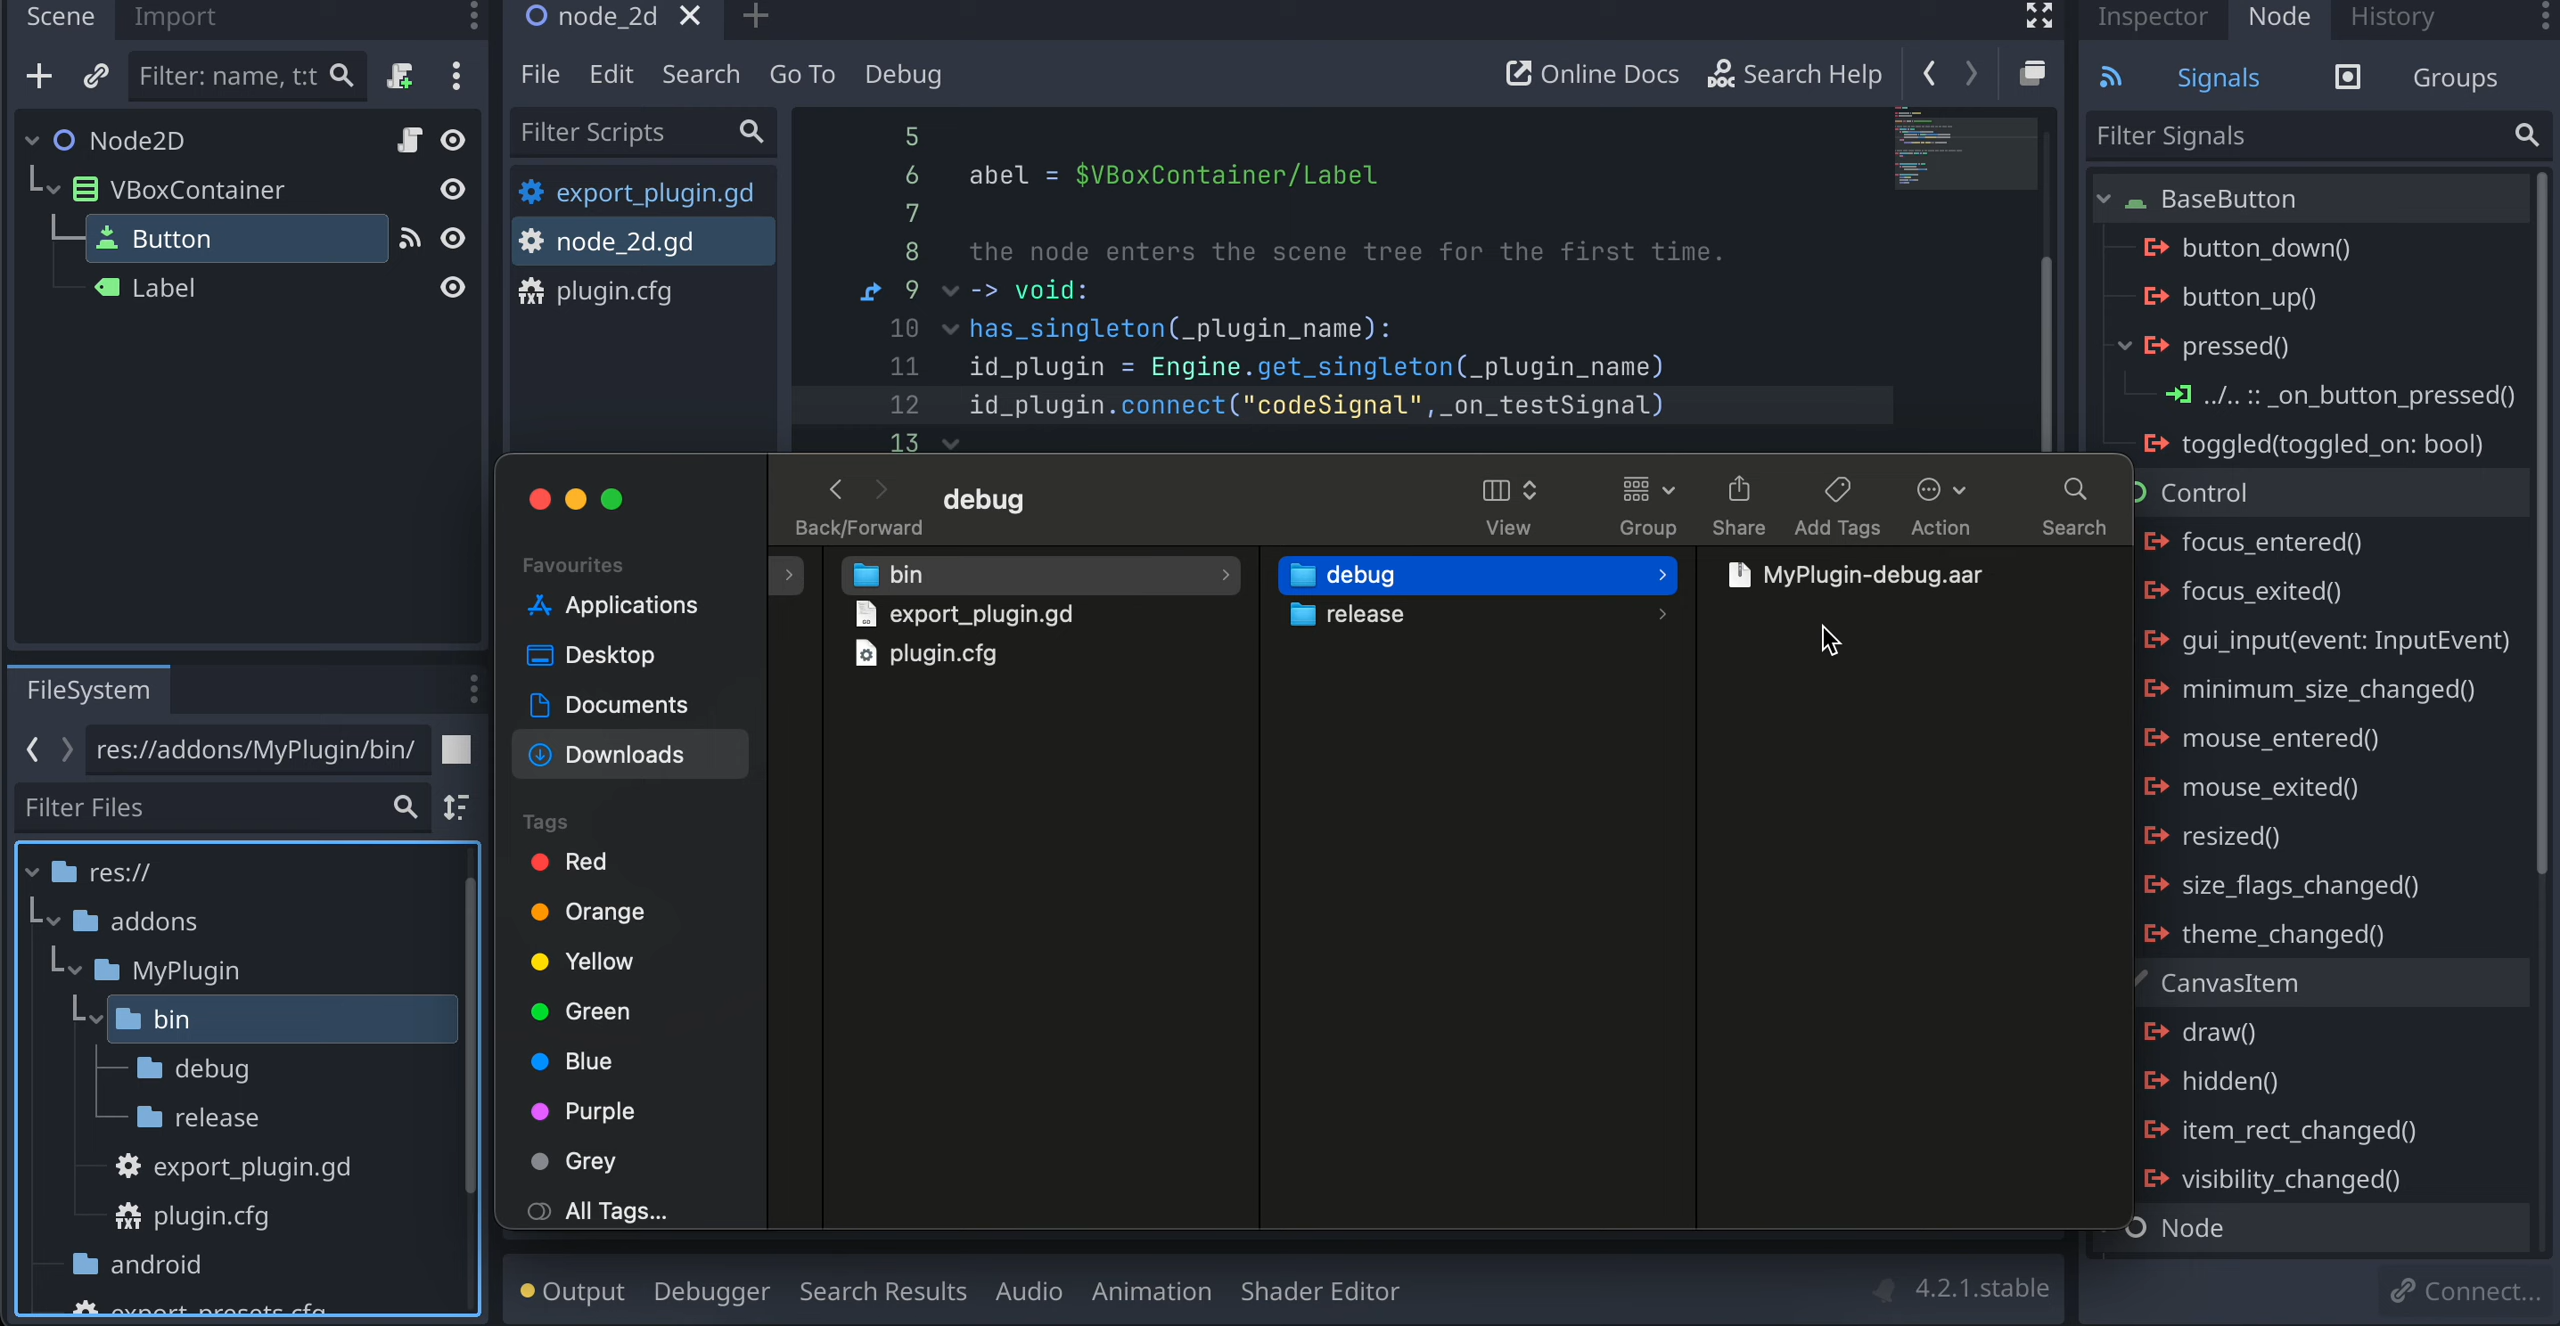 Scene Import
Filter: name, t:t
Node2D
VBoxContainer
Button
Label
FileSystem
res://addons/MyPlugin/bin/
Filter Files
res://
addons
MyPlugin
bin
debug
release
export_plugin.gd
plugin.cfg
android
export_presets.cfg
node_2d
File Edit Search Go To Debug
Online Docs Search Help
Filter Scripts
export_plugin.gd
node_2d.gd
plugin.cfg
5
6 abel = $VBoxContainer/Label
7
8 the node enters the scene tree for the first time.
9 -> void:
10 has_singleton(_plugin_name):
11 id_plugin = Engine.get_singleton(_plugin_name)
12 id_plugin.connect("codeSignal",_on_testSignal)
13
Back/Forward
debug
View
Group
Share
Add Tags
Action
Search
Favourites
Applications
Desktop
Documents
Downloads
Tags
Red
Orange
Yellow
Green
Blue
Purple
Grey
All Tags...
bin
export_plugin.gd
plugin.cfg
debug
release
MyPlugin-debug.aar
Output Debugger Search Results Audio Animation Shader Editor
4.2.1.stable
Inspector Node History
Signals Groups
Filter Signals
BaseButton
button_down()
button_up()
pressed()
../.. :: _on_button_pressed()
toggled(toggled_on: bool)
Control
focus_entered()
focus_exited()
gui_input(event: InputEvent)
minimum_size_changed()
mouse_entered()
mouse_exited()
resized()
size_flags_changed()
theme_changed()
CanvasItem
draw()
hidden()
item_rect_changed()
visibility_changed()
Node
Connect...